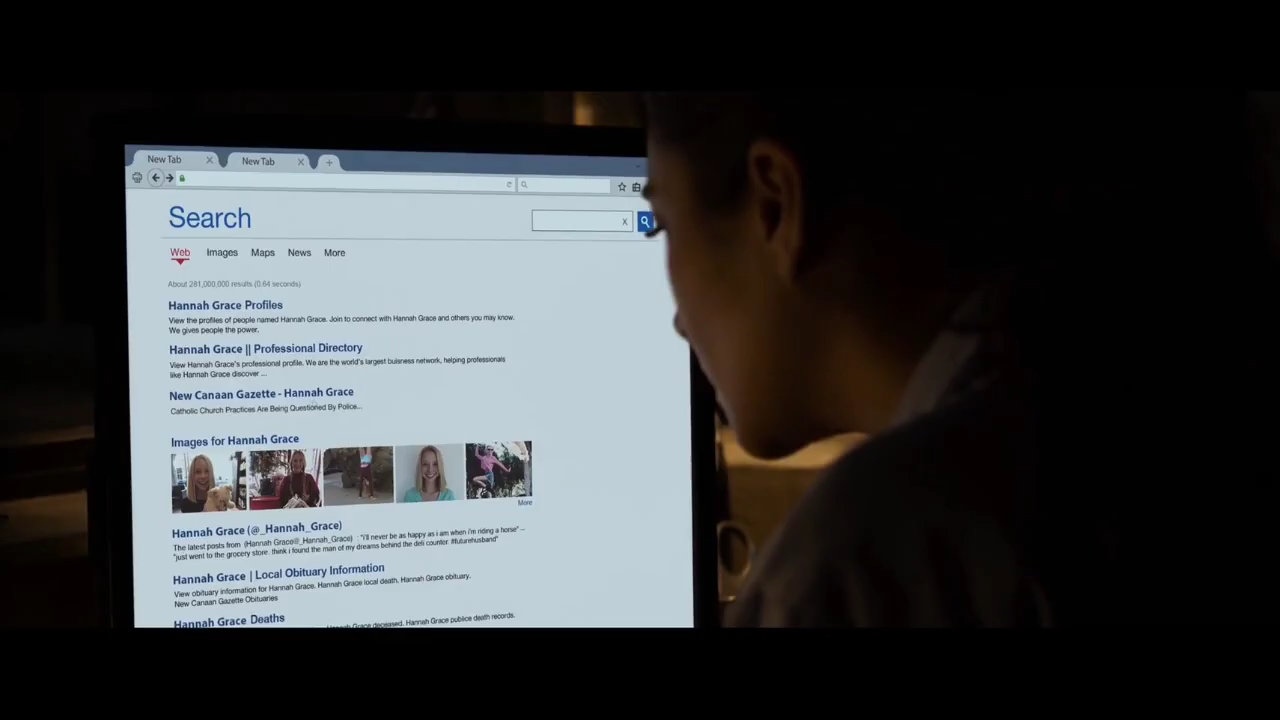 New Tab X New Tab X +
Search
X
Web Images Maps News More
About 281,000,000 results (0.64 seconds)
Hannah Grace Profiles
View the profiles of people named Hannah Grace. Join to connect with Hannah Grace and others you may know.
We gives people the power.
Hannah Grace || Professional Directory
View Hannah Grace's professional profile. We are the world's largest buisness network, helping professionals
like Hannah Grace discover ...
New Canaan Gazette - Hannah Grace
Catholic Church Practices Are Being Questioned By Police...
Images for Hannah Grace
More
Hannah Grace (@_Hannah_Grace)
The latest posts from (Hannah Grace@_Hannah_Grace) : "i'll never be as happy as i am when i'm riding a horse" --
"just went to the grocery store. think i found the man of my dreams behind the deli counter #futurehusband"
Hannah Grace | Local Obituary Information
View obituary information for Hannah Grace. Hannah Grace local death. Hannah Grace obituary.
New Canaan Gazette Obituaries
Hannah Grace Deaths
Hannah Grace deceased. Hannah Grace publice death records.